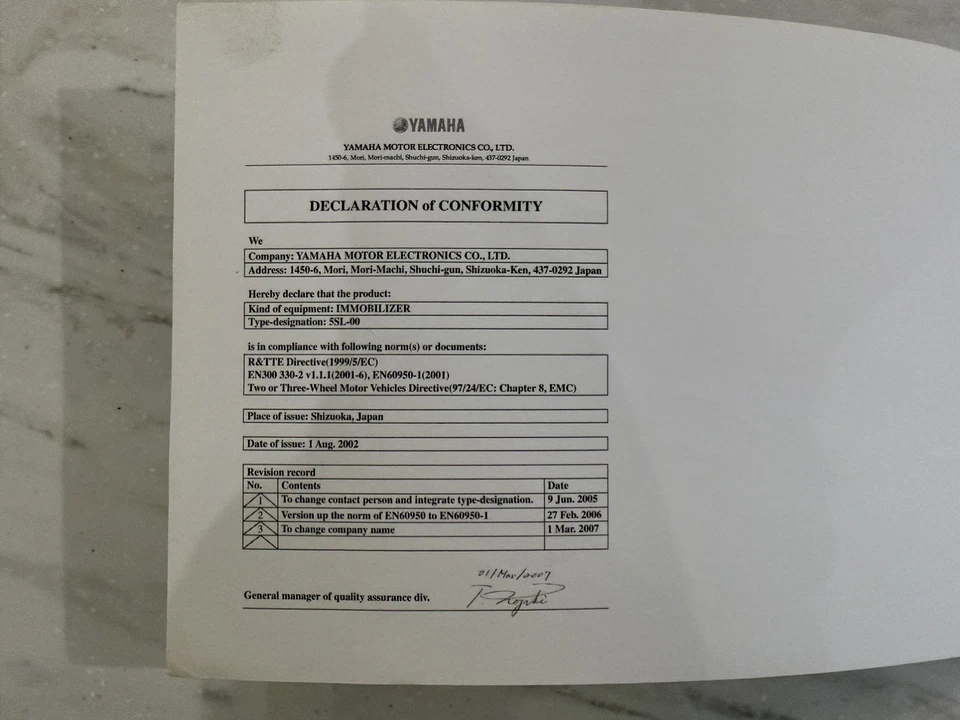 YAMAHA
YAMAHA MOTOR ELECTRONICS CO., LTD.
1450-6, Mori, Mori-machi, Shuchi-gun, Shizuoka-ken, 437-0292 Japan
DECLARATION of CONFORMITY
We
Company: YAMAHA MOTOR ELECTRONICS CO., LTD.
Address: 1450-6, Mori, Mori-Machi, Shuchi-gun, Shizuoka-Ken, 437-0292 Japan
Hereby declare that the product:
Kind of equipment: IMMOBILIZER
Type-designation: 5SL-00
is in compliance with following norm(s) or documents:
R&TTE Directive(1999/5/EC)
EN300 330-2 v1.1.1(2001-6), EN60950-1(2001)
Two or Three-Wheel Motor Vehicles Directive(97/24/EC: Chapter 8, EMC)
Place of issue: Shizuoka, Japan
Date of issue: 1 Aug. 2002
Revision record
No. Contents Date
1 To change contact person and integrate type-designation. 9 Jun. 2005
2 Version up the norm of EN60950 to EN60950-1 27 Feb. 2006
3 To change company name 1 Mar. 2007
01/Mar/2007
General manager of quality assurance div.